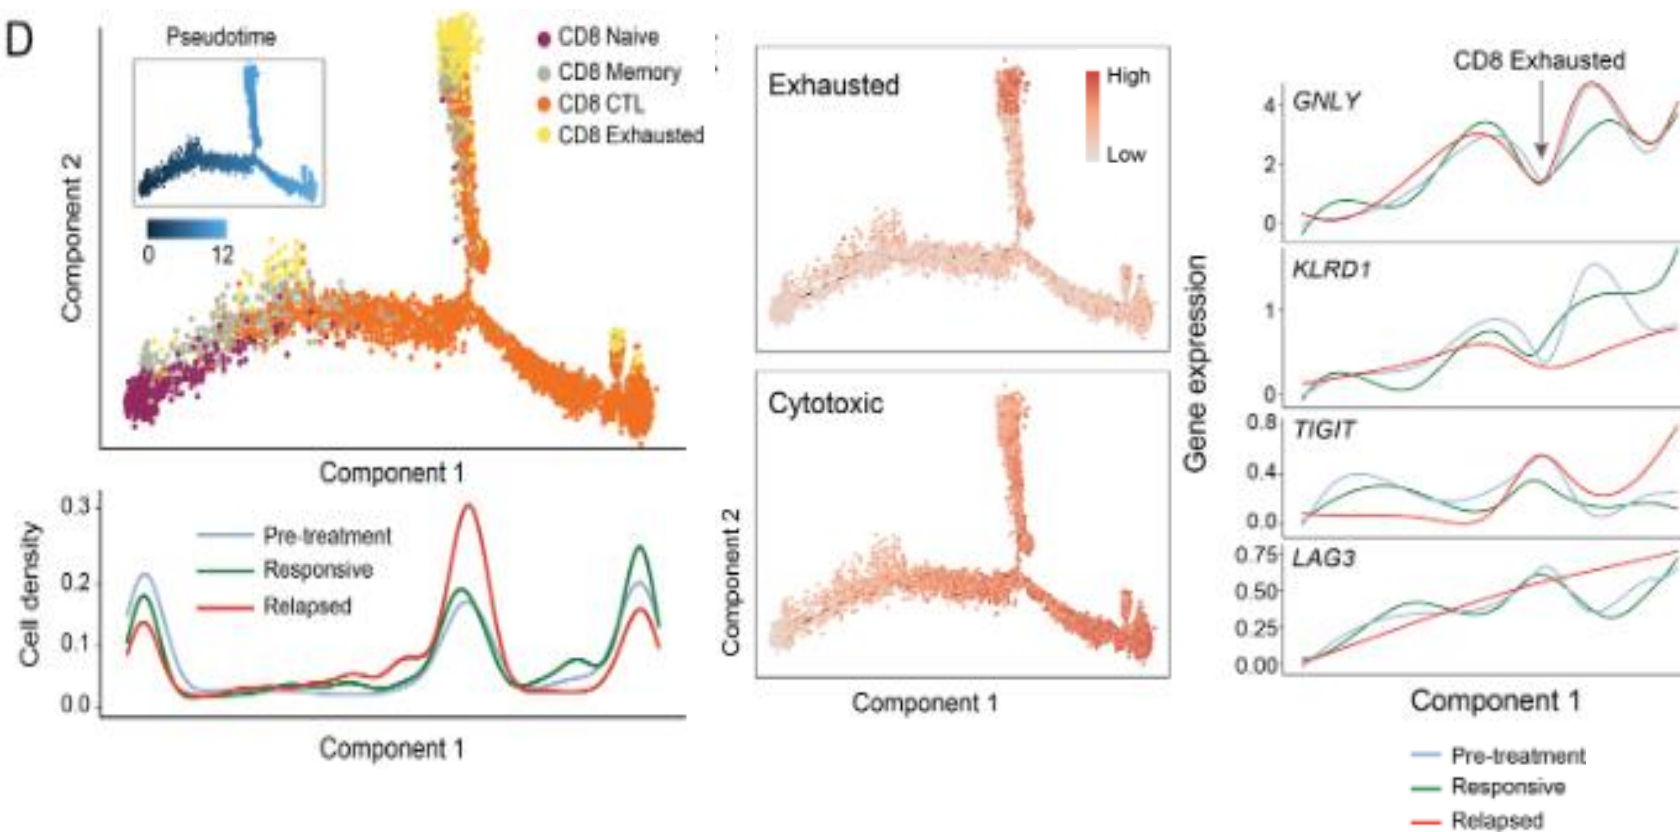 D
Pseudotime
0 12
CD8 Naive
CD8 Memory
CD8 CTL
CD8 Exhausted
Component 2
Component 1
Cell density
0.3
0.2
0.1
0.0
Pre-treatment
Responsive
Relapsed
Component 1
Exhausted
High
Low
Cytotoxic
Component 2
Component 1
CD8 Exhausted
Gene expression
GNLY
4
2
0
KLRD1
1
0
TIGIT
0.8
0.4
0.0
LAG3
0.75
0.50
0.25
0.00
Component 1
Pre-treatment
Responsive
Relapsed